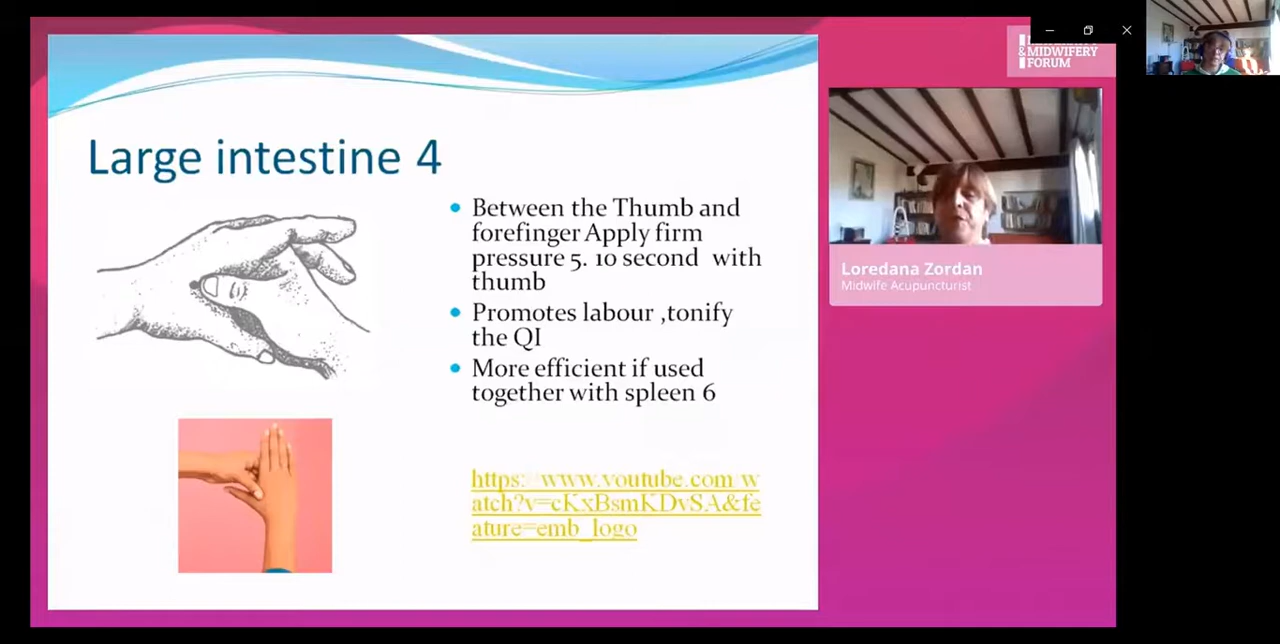 Large intestine 4
Between the Thumb and
forefinger Apply firm
pressure 5. 10 second with
thumb
Promotes labour ,tonify
the QI
More efficient if used
together with spleen 6
https://www.youtube.com/w
atch?v=cKxBsmKDvSA&fe
ature=emb_logo
& MIDWIFERY
FORUM
Loredana Zordan
Midwife Acupuncturist